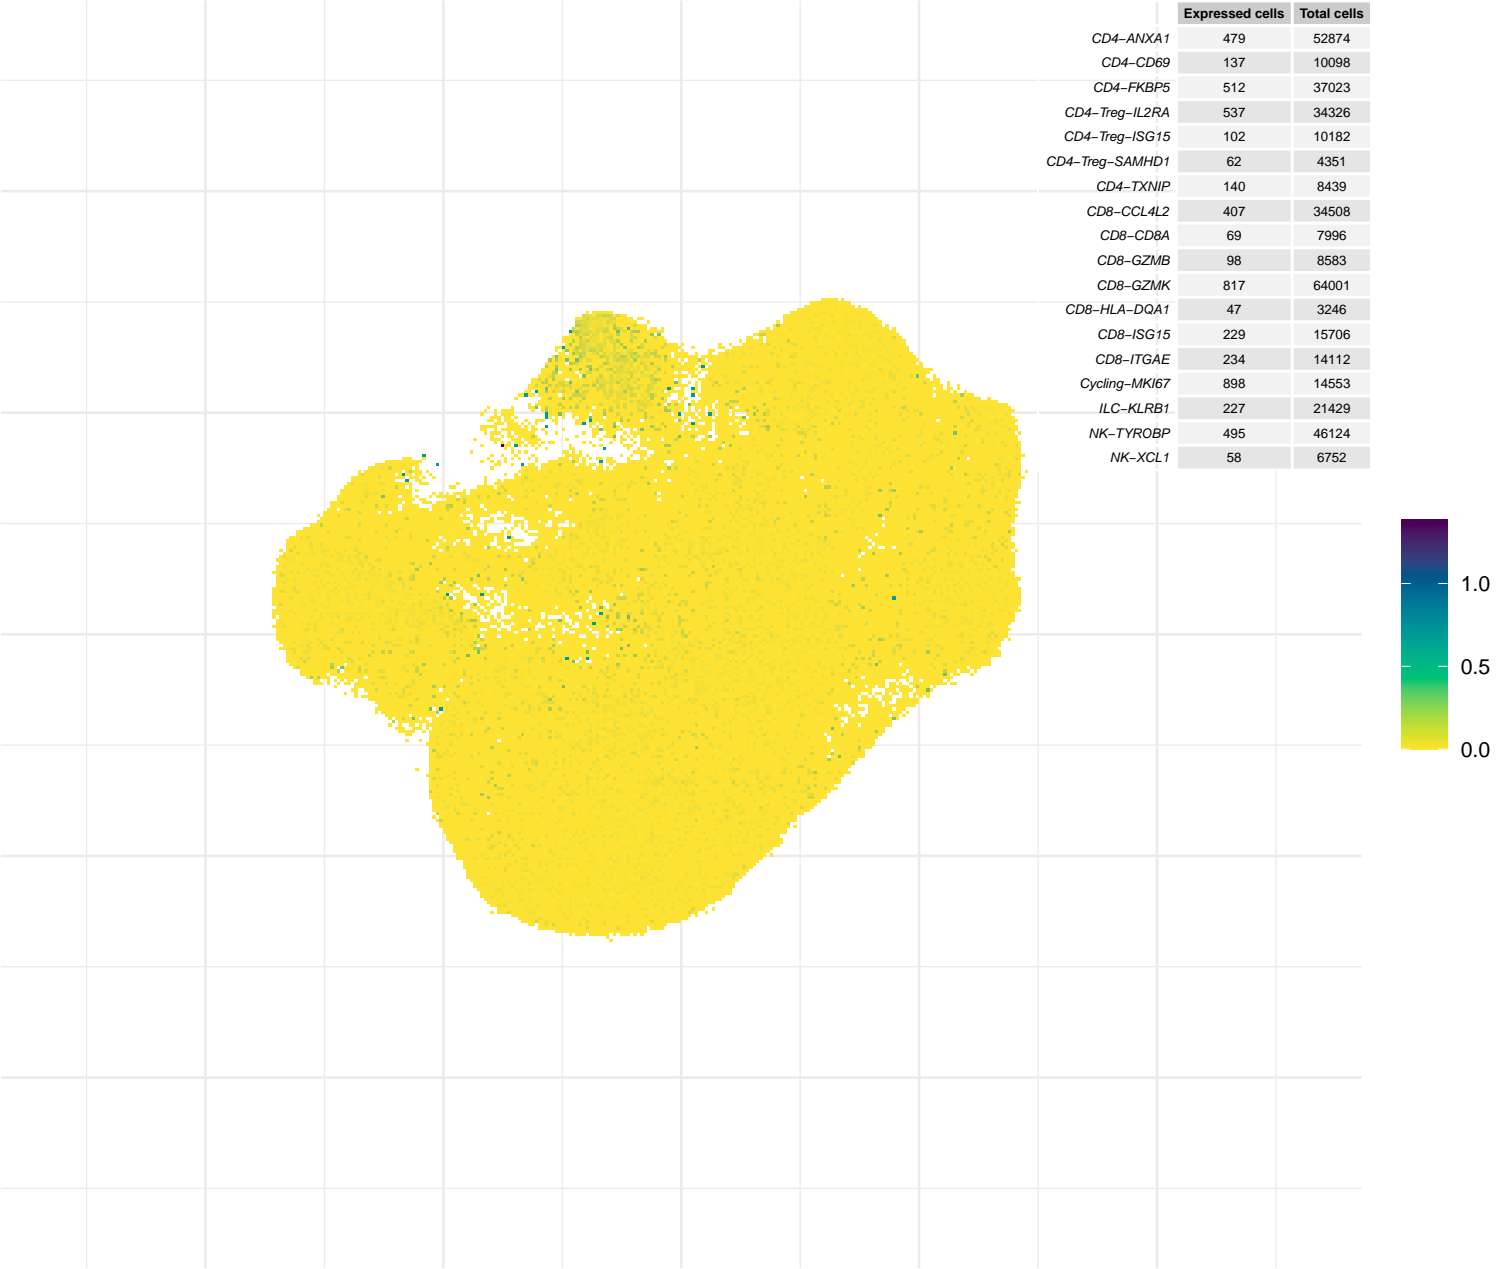 Expressed cells Total cells
CD4−ANXA1 479 52874
CD4−CD69 137 10098
CD4−FKBP5 512 37023
CD4−Treg−IL2RA 537 34326
CD4−Treg−ISG15 102 10182
CD4−Treg−SAMHD1 62 4351
CD4−TXNIP 140 8439
CD8−CCL4L2 407 34508
CD8−CD8A 69 7996
CD8−GZMB 98 8583
CD8−GZMK 817 64001
CD8−HLA−DQA1 47 3246
CD8−ISG15 229 15706
CD8−ITGAE 234 14112
Cycling−MKI67 898 14553
ILC−KLRB1 227 21429
NK−TYROBP 495 46124
NK−XCL1 58 6752
1.0
0.5
0.0